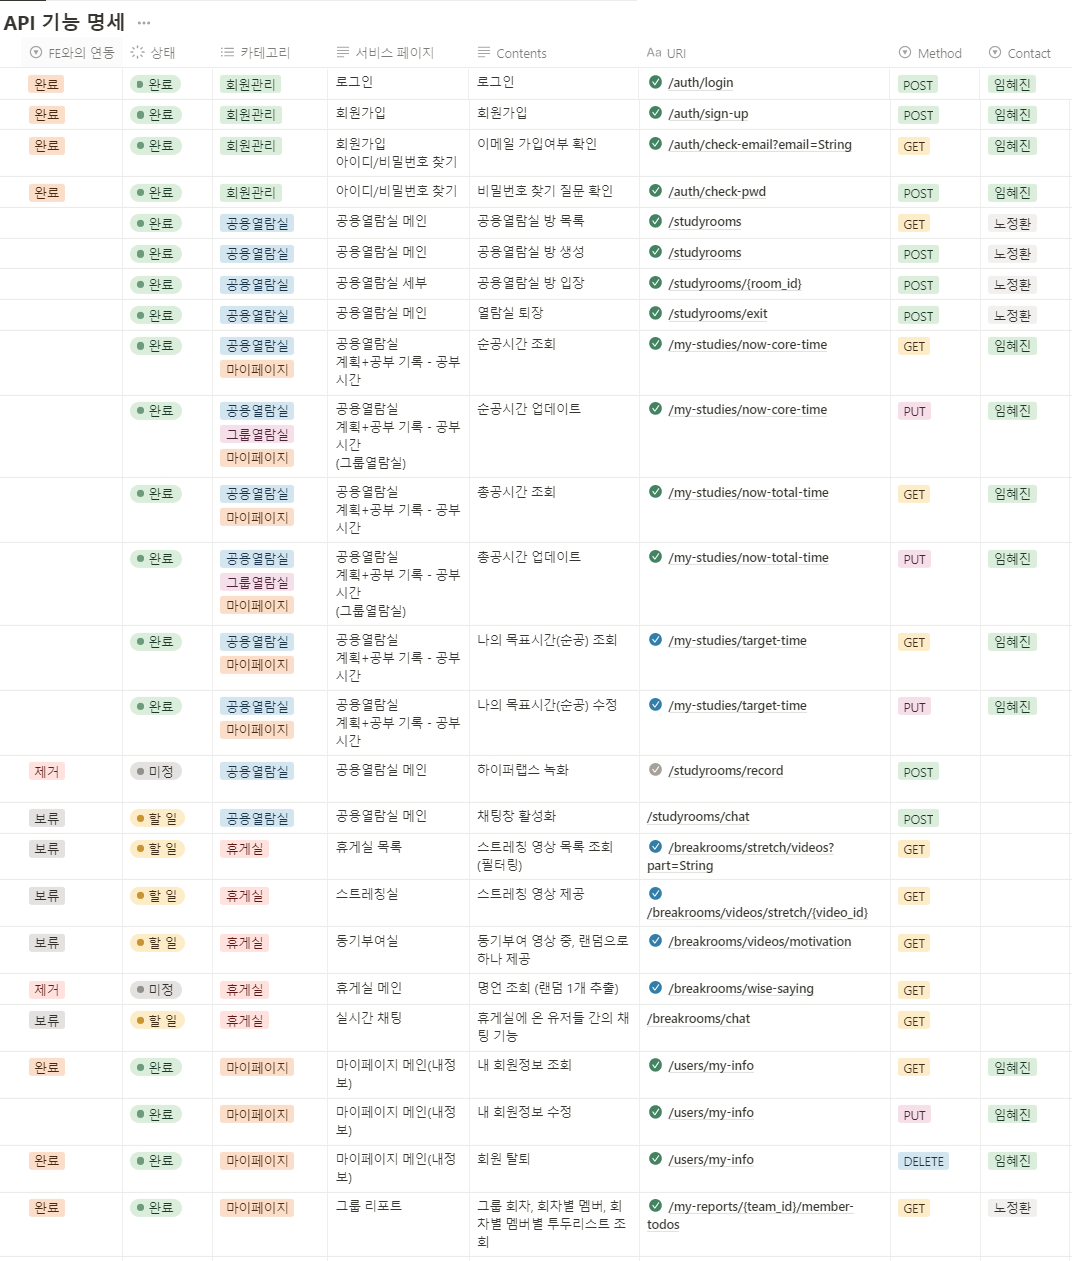 API 기능 명세 ···
FE와의 연동 상태 카테고리 서비스 페이지 Contents Aa URI Method Contact
완료 완료 회원관리 로그인 로그인 /auth/login POST 임혜진
완료 완료 회원관리 회원가입 회원가입 /auth/sign-up POST 임혜진
완료 완료 회원관리 회원가입 이메일 가입여부 확인 /auth/check-email?email=String GET 임혜진
아이디/비밀번호 찾기
완료 완료 회원관리 아이디/비밀번호 찾기 비밀번호 찾기 질문 확인 /auth/check-pwd POST 임혜진
완료 공용열람실 공용열람실 메인 공용열람실 방 목록 /studyrooms GET 노정환
완료 공용열람실 공용열람실 메인 공용열람실 방 생성 /studyrooms POST 노정환
완료 공용열람실 공용열람실 세부 공용열람실 방 입장 /studyrooms/{room_id} POST 노정환
완료 공용열람실 공용열람실 메인 열람실 퇴장 /studyrooms/exit POST 노정환
완료 공용열람실 공용열람실 순공시간 조회 /my-studies/now-core-time GET 임혜진
마이페이지 계획+공부 기록 - 공부
시간
완료 공용열람실 공용열람실 순공시간 업데이트 /my-studies/now-core-time PUT 임혜진
그룹열람실 계획+공부 기록 - 공부
마이페이지 시간
(그룹열람실)
완료 공용열람실 공용열람실 총공시간 조회 /my-studies/now-total-time GET 임혜진
마이페이지 계획+공부 기록 - 공부
시간
완료 공용열람실 공용열람실 총공시간 업데이트 /my-studies/now-total-time PUT 임혜진
그룹열람실 계획+공부 기록 - 공부
마이페이지 시간
(그룹열람실)
완료 공용열람실 공용열람실 나의 목표시간(순공) 조회 /my-studies/target-time GET 임혜진
마이페이지 계획+공부 기록 - 공부
시간
완료 공용열람실 공용열람실 나의 목표시간(순공) 수정 /my-studies/target-time PUT 임혜진
마이페이지 계획+공부 기록 - 공부
시간
제거 미정 공용열람실 공용열람실 메인 하이퍼랩스 녹화 /studyrooms/record POST
보류 할 일 공용열람실 공용열람실 메인 채팅창 활성화 /studyrooms/chat POST
보류 할 일 휴게실 휴게실 목록 스트레칭 영상 목록 조회 /breakrooms/stretch/videos? GET
(필터링) part=String
보류 할 일 휴게실 스트레칭실 스트레칭 영상 제공 GET
/breakrooms/videos/stretch/{video_id}
보류 할 일 휴게실 동기부여실 동기부여 영상 중, 랜덤으로 /breakrooms/videos/motivation GET
하나 제공
제거 미정 휴게실 휴게실 메인 명언 조회 (랜덤 1개 추출) /breakrooms/wise-saying GET
보류 할 일 휴게실 실시간 채팅 휴게실에 온 유저들 간의 채 /breakrooms/chat GET
팅 기능
완료 완료 마이페이지 마이페이지 메인(내정 내 회원정보 조회 /users/my-info GET 임혜진
보)
완료 마이페이지 마이페이지 메인(내정 내 회원정보 수정 /users/my-info PUT 임혜진
보)
완료 완료 마이페이지 마이페이지 메인(내정 회원 탈퇴 /users/my-info DELETE 임혜진
보)
완료 완료 마이페이지 그룹 리포트 그룹 회차, 회차별 멤버, 회 /my-reports/{team_id}/member- GET 노정환
차별 멤버별 투두리스트 조 todos
회